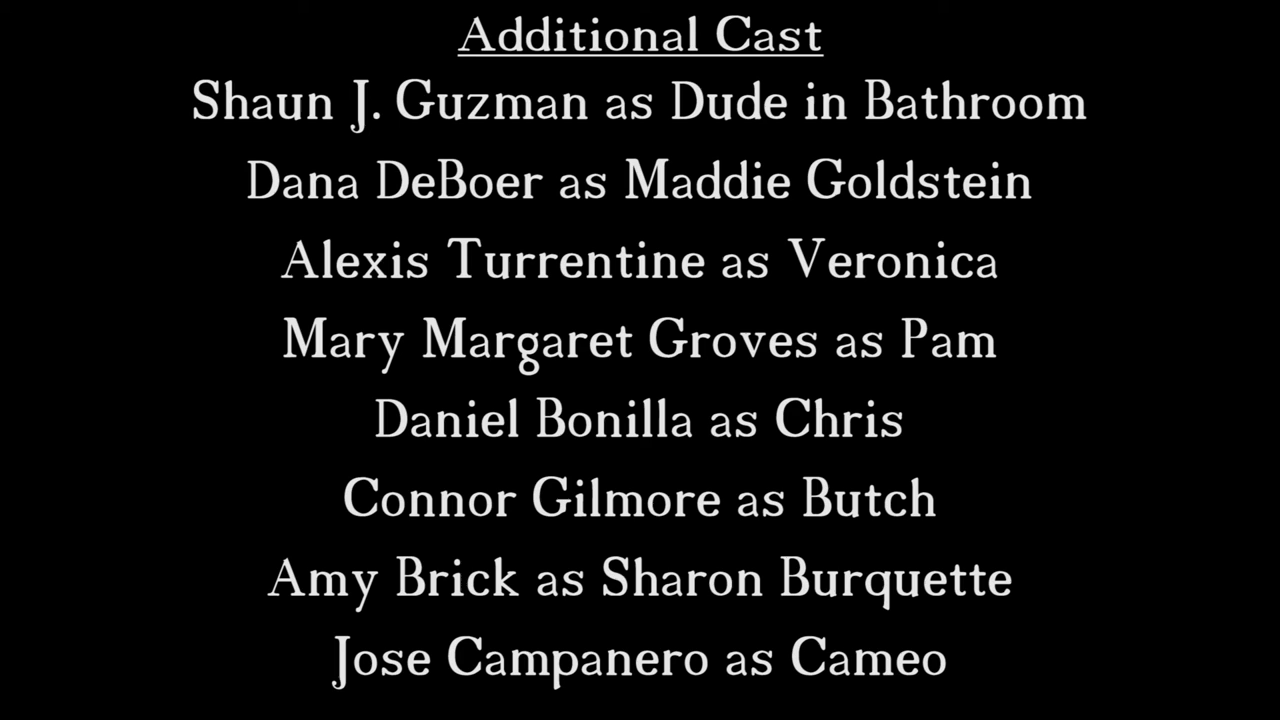 Additional Cast
Shaun J. Guzman as Dude in Bathroom
Dana DeBoer as Maddie Goldstein
Alexis Turrentine as Veronica
Mary Margaret Groves as Pam
Daniel Bonilla as Chris
Connor Gilmore as Butch
Amy Brick as Sharon Burquette
Jose Campanero as Cameo